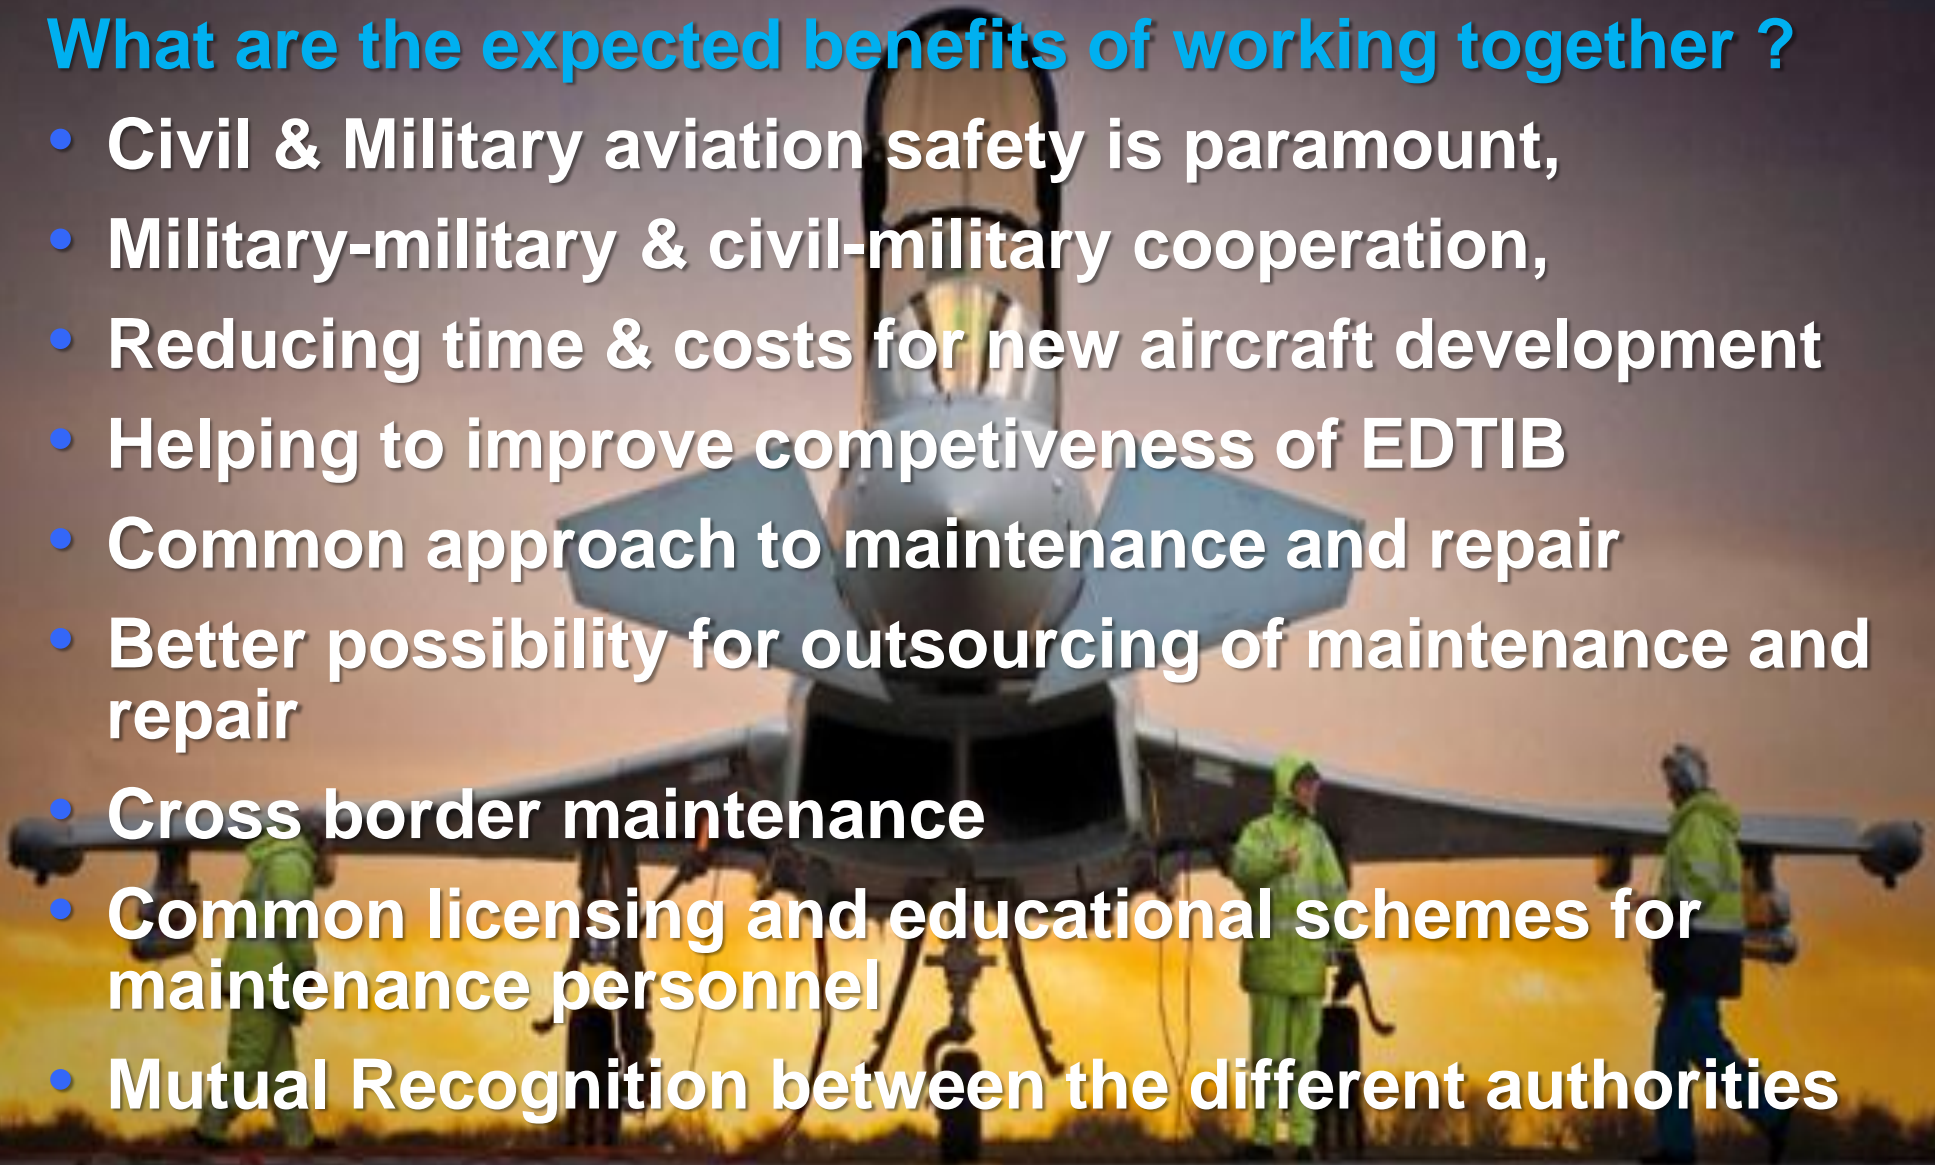 What are the expected benefits of working together ?
• Civil & Military aviation safety is paramount,
• Military-military & civil-military cooperation,
• Reducing time & costs for new aircraft development
• Helping to improve competiveness of EDTIB
• Common approach to maintenance and repair
• Better possibility for outsourcing of maintenance and
repair
• Cross border maintenance
• Common licensing and educational schemes for
maintenance personnel
• Mutual Recognition between the different authorities